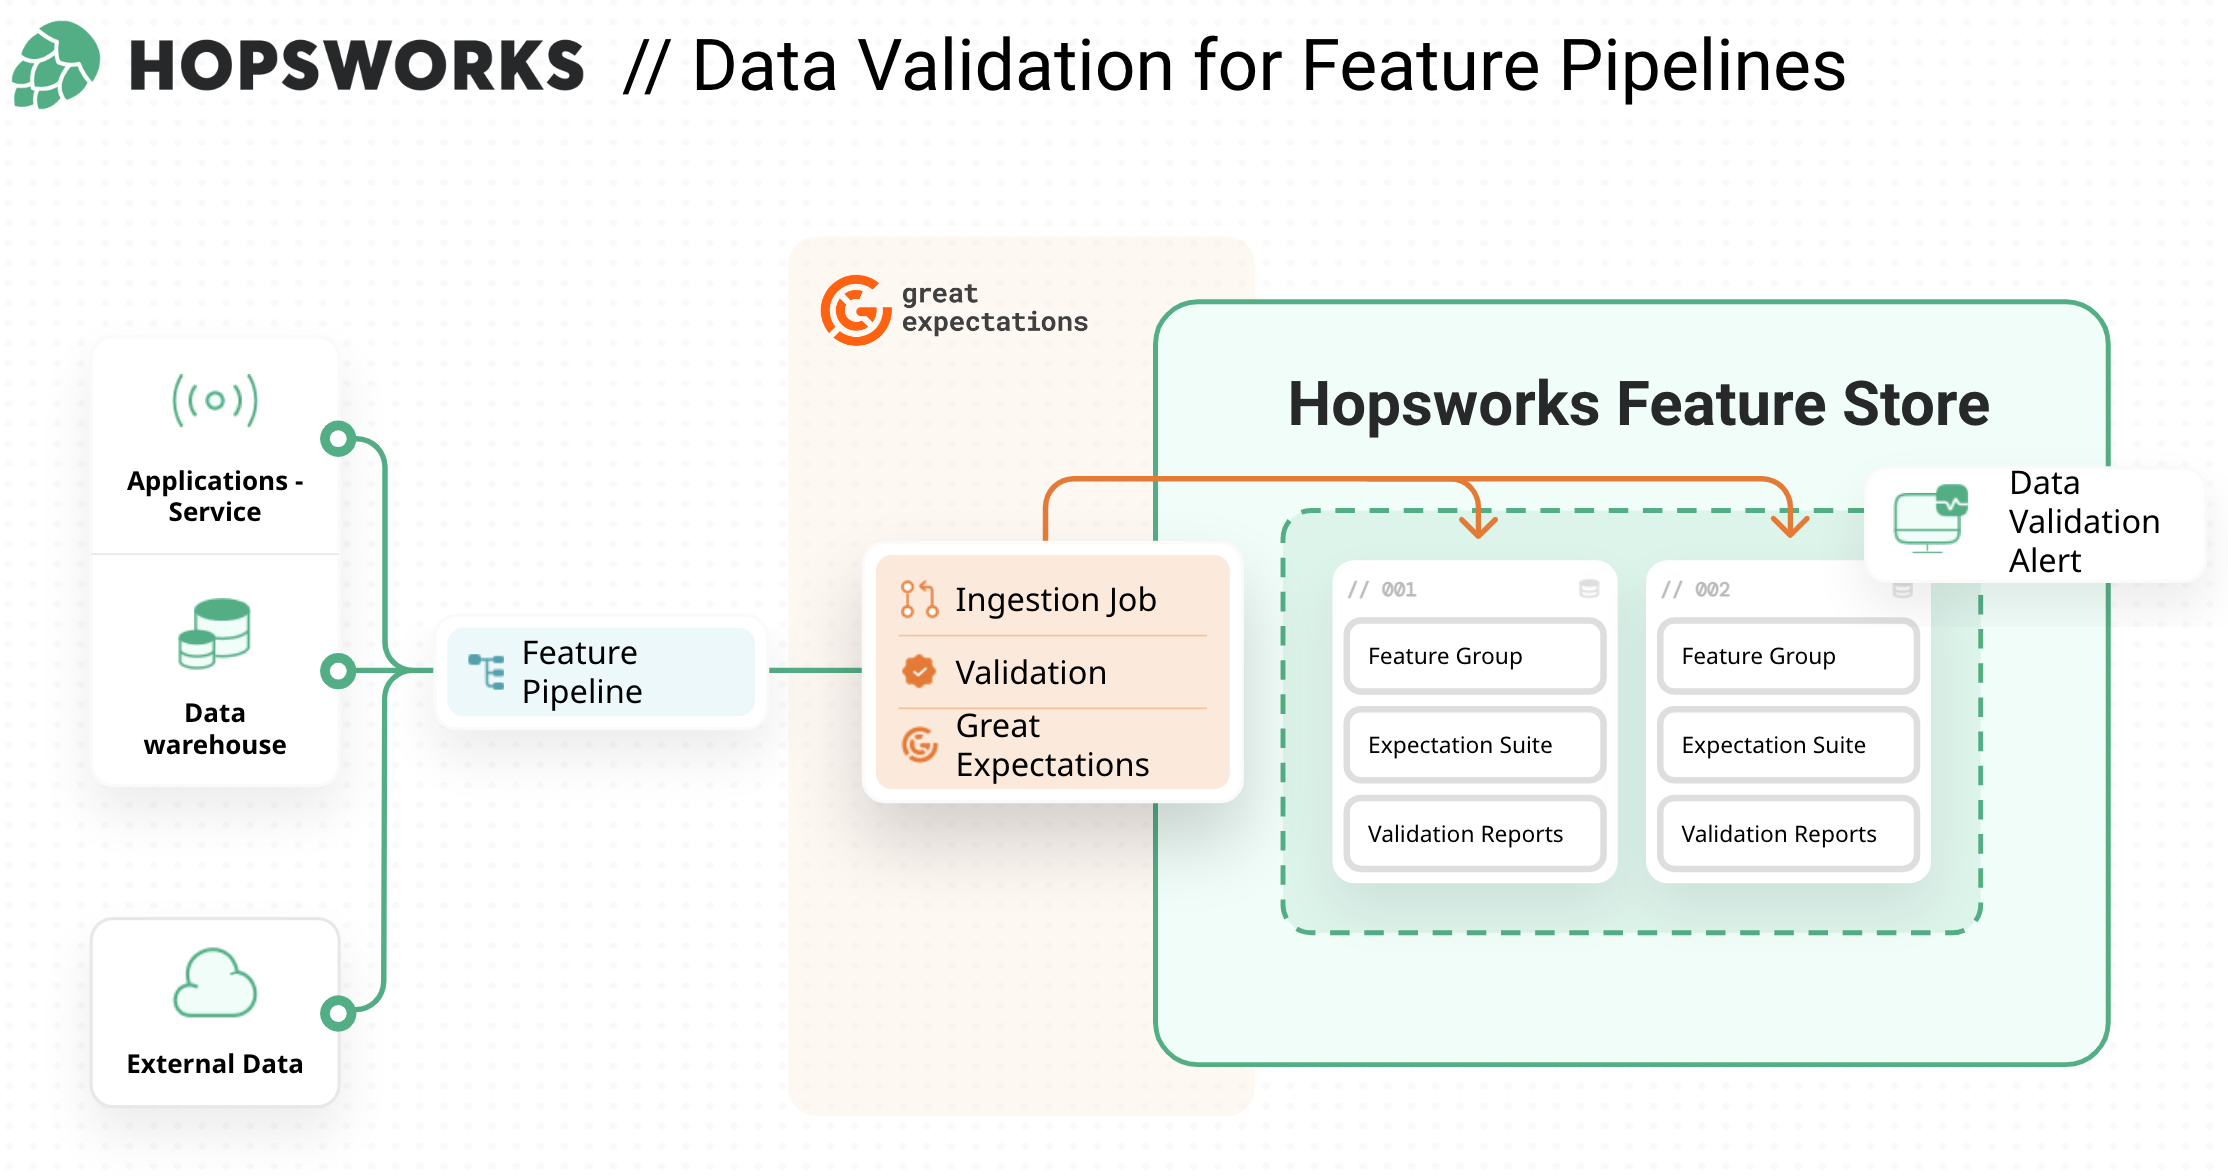 HOPSWORKS // Data Validation for Feature Pipelines
great
expectations
Hopsworks Feature Store
Applications -
Service
Data
warehouse
External Data
Feature
Pipeline
Ingestion Job
Validation
Great
Expectations
Data
Validation
Alert
// 001
Feature Group
Expectation Suite
Validation Reports
// 002
Feature Group
Expectation Suite
Validation Reports